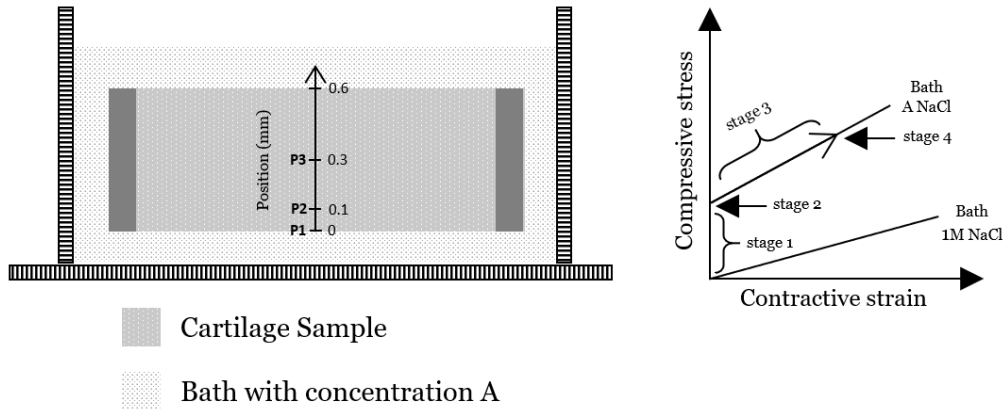 Position (mm)
0.6
P3 0.3
P2 0.1
P1 0
Cartilage Sample
Bath with concentration A
Compressive stress
Contractive strain
Bath
A NaCl
stage 3
stage 4
stage 2
stage 1
Bath
1M NaCl